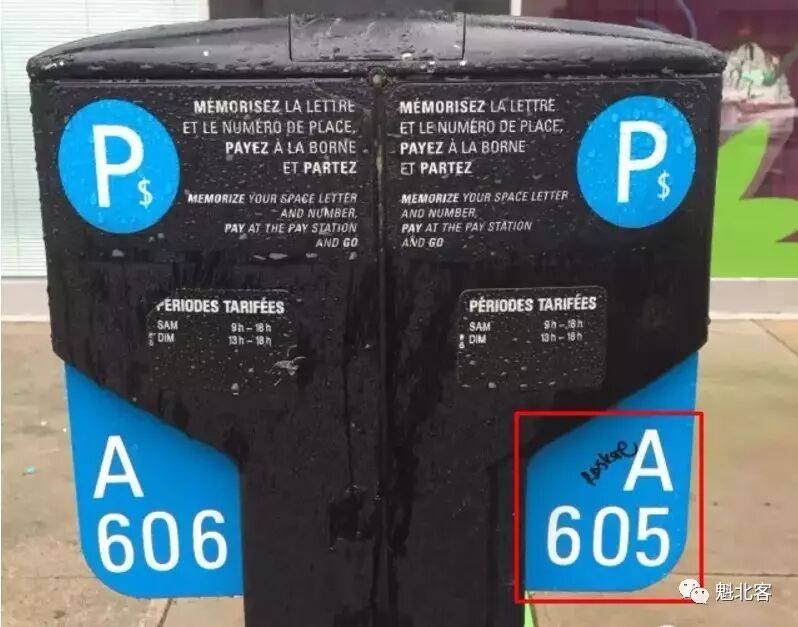 P$
MÉMORISEZ LA LETTRE
ET LE NUMÉRO DE PLACE,
PAYEZ À LA BORNE
ET PARTEZ
MEMORIZE YOUR SPACE LETTER
AND NUMBER,
PAY AT THE PAY STATION
AND GO
PÉRIODES TARIFÉES
SAM 9h – 18h
DIM 13h – 18h
A
606
MÉMORISEZ LA LETTRE
ET LE NUMÉRO DE PLACE,
PAYEZ À LA BORNE
ET PARTEZ
P$
MEMORIZE YOUR SPACE LETTER
AND NUMBER,
PAY AT THE PAY STATION
AND GO
PÉRIODES TARIFÉES
SAM 9h – 18h
DIM 13h – 18h
A
605
魁北客